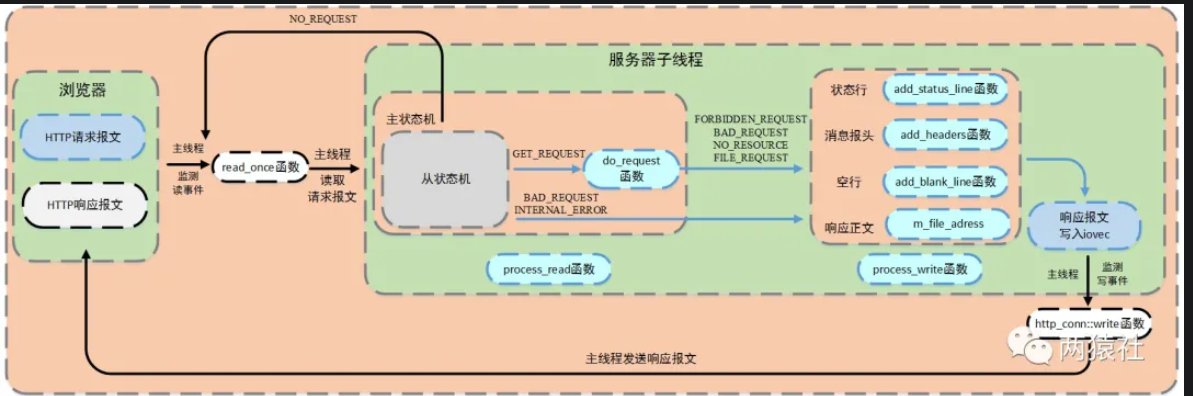 NO_REQUEST
浏览器
HTTP请求报文
HTTP响应报文
主线程
监测
读事件
read_once函数
主线程
读取
请求报文
服务器子线程
主状态机
从状态机
GET_REQUEST
do_request
函数
BAD_REQUEST
INTERNAL_ERROR
FORBIDDEN_REQUEST
BAD_REQUEST
NO_RESOURCE
FILE_REQUEST
状态行
add_status_line函数
消息报头
add_headers函数
空行
add_blank_line函数
响应正文
m_file_adress
process_read函数
process_write函数
响应报文
写入iovec
主线程
监测
写事件
http_conn::write函数
两猿社
主线程发送响应报文